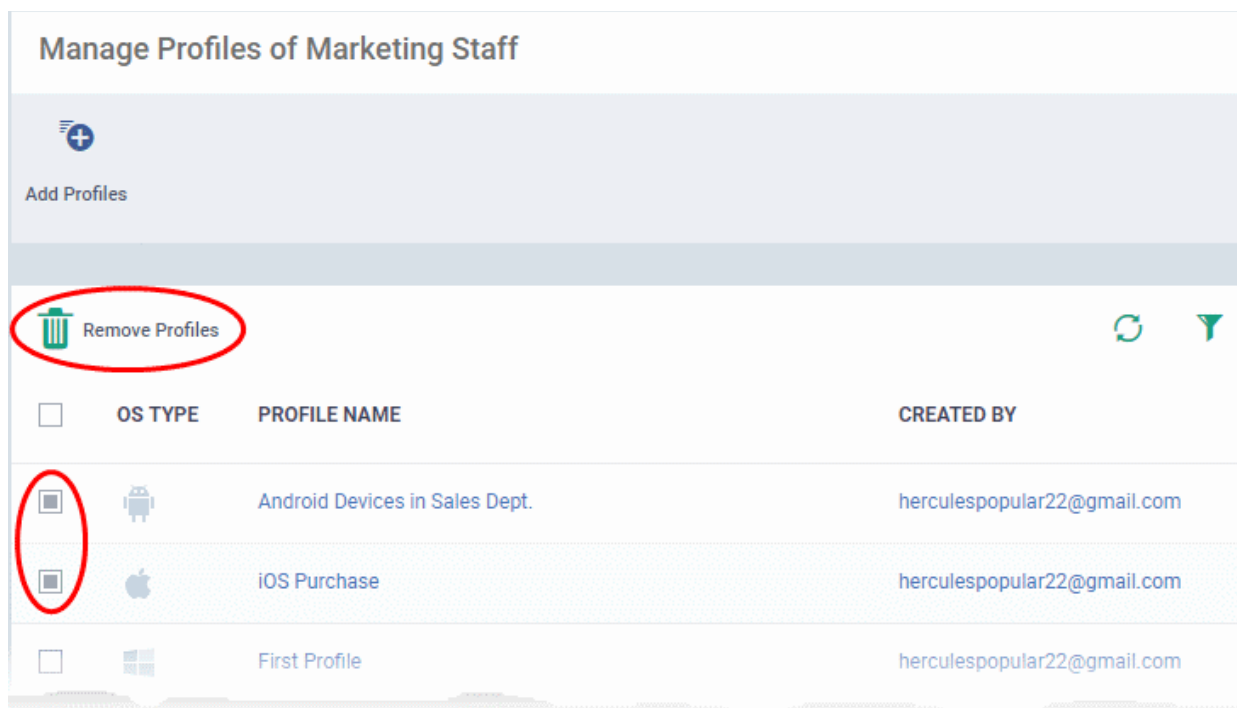 Manage Profiles of Marketing Staff
Add Profiles
Remove Profiles
OS TYPE PROFILE NAME CREATED BY
Android Devices in Sales Dept. herculespopular22@gmail.com
iOS Purchase herculespopular22@gmail.com
First Profile herculespopular22@gmail.com